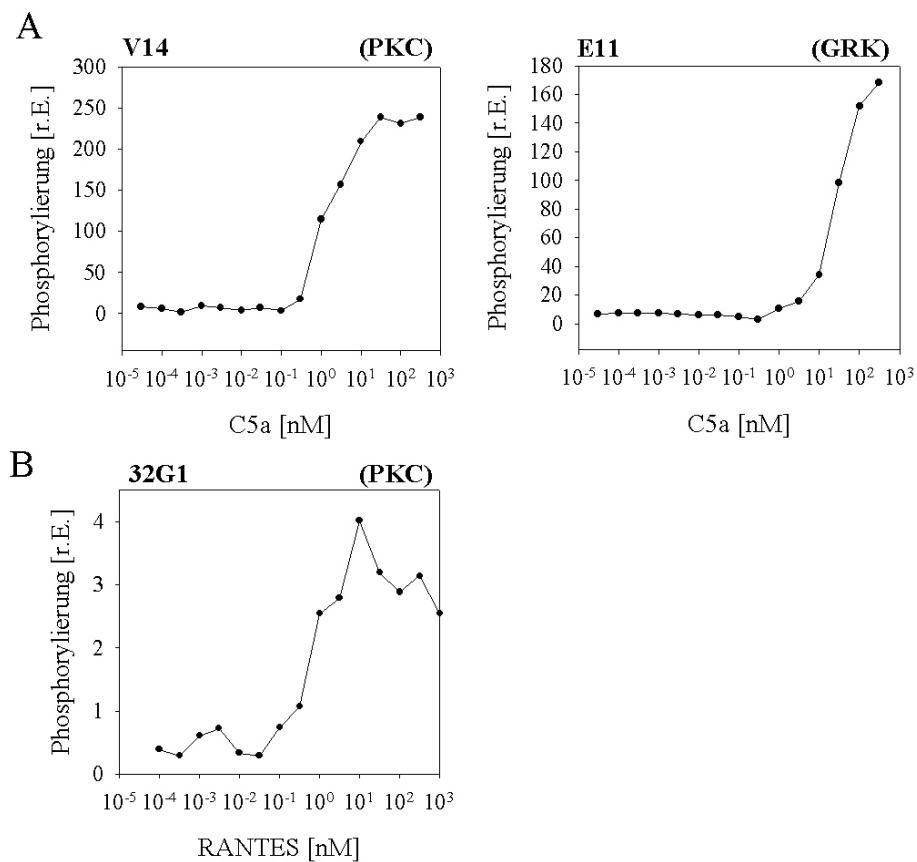 A
V14 (PKC)
Phosphorylierung [r.E.]
300
250
200
150
100
50
0
10⁻⁵ 10⁻⁴ 10⁻³ 10⁻² 10⁻¹ 10⁰ 10¹ 10² 10³
C5a [nM]
E11 (GRK)
Phosphorylierung [r.E.]
180
160
140
120
100
80
60
40
20
0
10⁻⁵ 10⁻⁴ 10⁻³ 10⁻² 10⁻¹ 10⁰ 10¹ 10² 10³
C5a [nM]
B
32G1 (PKC)
Phosphorylierung [r.E.]
4
3
2
1
0
10⁻⁵ 10⁻⁴ 10⁻³ 10⁻² 10⁻¹ 10⁰ 10¹ 10² 10³
RANTES [nM]